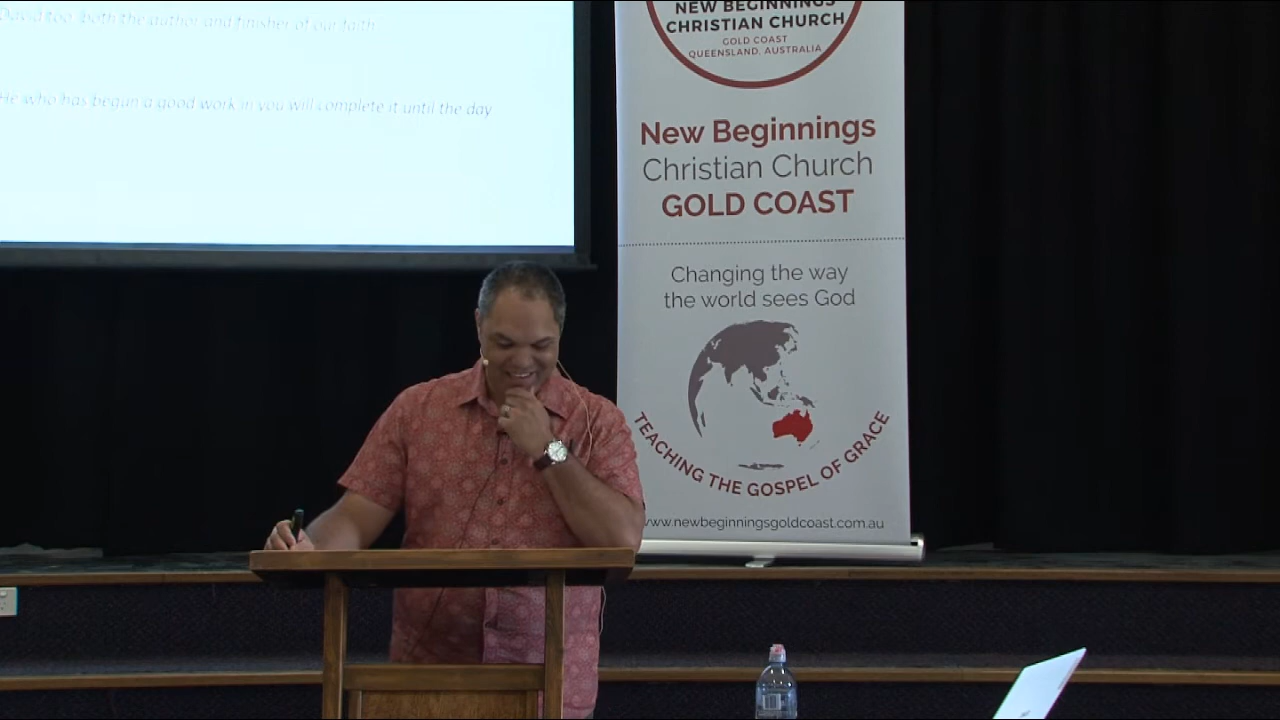 David too, both the author and finisher of our faith
He who has begun a good work in you will complete it until the day
NEW BEGINNINGS
CHRISTIAN CHURCH
GOLD COAST
QUEENSLAND, AUSTRALIA
New Beginnings
Christian Church
GOLD COAST
Changing the way
the world sees God
TEACHING THE GOSPEL OF GRACE
www.newbeginningsgoldcoast.com.au